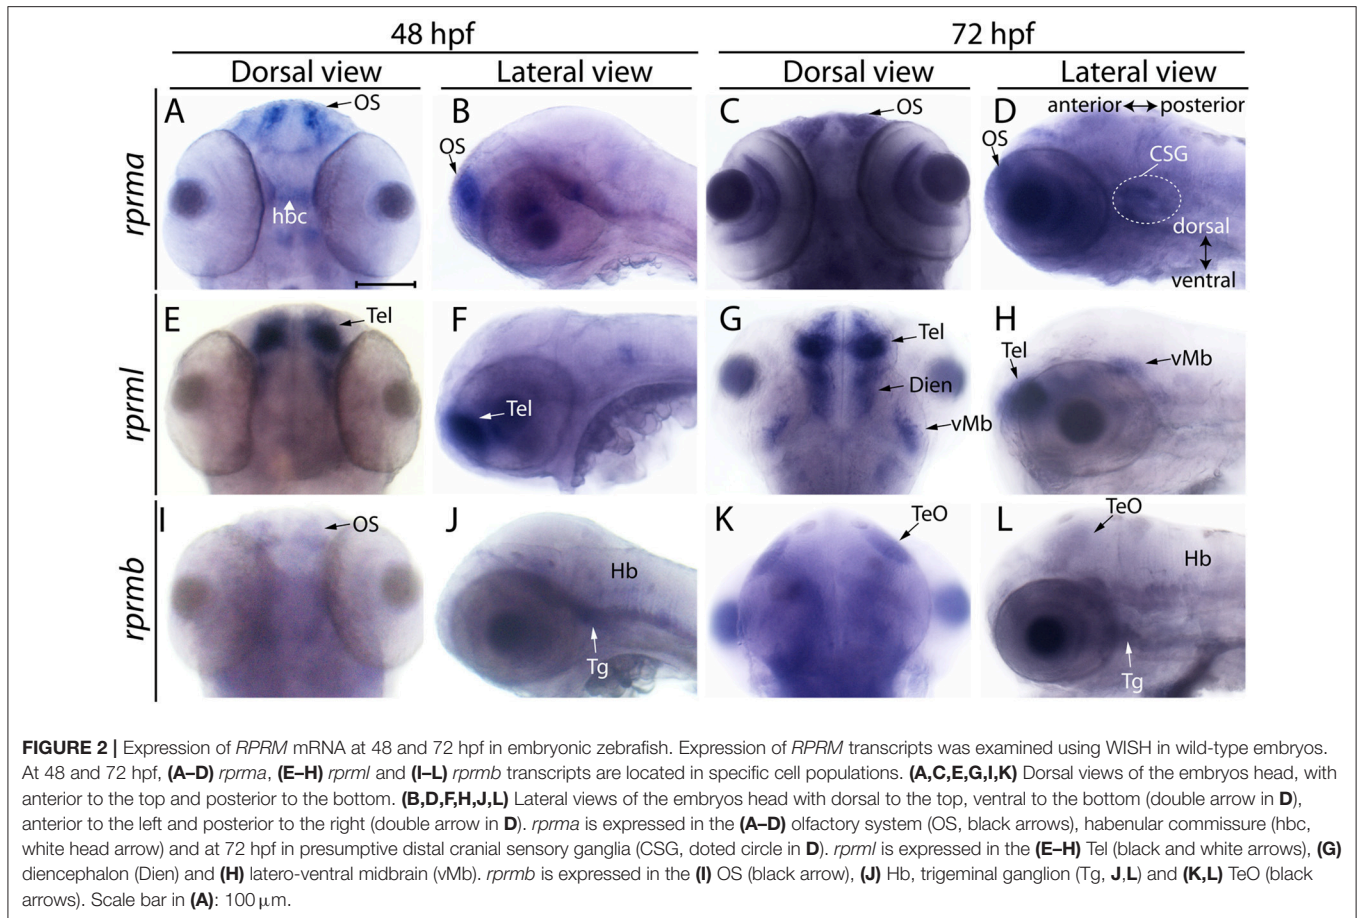 48 hpf 72 hpf
Dorsal view Lateral view Dorsal view Lateral view
rprma
A OS hbc
B OS
C OS
D anterior posterior OS CSG dorsal ventral
rprml
E Tel
F Tel
G Tel Dien vMb
H Tel vMb
rprmb
I OS
J Hb Tg
K TeO
L TeO Hb Tg
FIGURE 2 | Expression of RPRM mRNA at 48 and 72 hpf in embryonic zebrafish. Expression of RPRM transcripts was examined using WISH in wild-type embryos.
At 48 and 72 hpf, (A–D) rprma, (E–H) rprml and (I–L) rprmb transcripts are located in specific cell populations. (A,C,E,G,I,K) Dorsal views of the embryos head, with
anterior to the top and posterior to the bottom. (B,D,F,H,J,L) Lateral views of the embryos head with dorsal to the top, ventral to the bottom (double arrow in D),
anterior to the left and posterior to the right (double arrow in D). rprma is expressed in the (A–D) olfactory system (OS, black arrows), habenular commissure (hbc,
white head arrow) and at 72 hpf in presumptive distal cranial sensory ganglia (CSG, doted circle in D). rprml is expressed in the (E–H) Tel (black and white arrows), (G)
diencephalon (Dien) and (H) latero-ventral midbrain (vMb). rprmb is expressed in the (I) OS (black arrow), (J) Hb, trigeminal ganglion (Tg, J,L) and (K,L) TeO (black
arrows). Scale bar in (A): 100 μm.